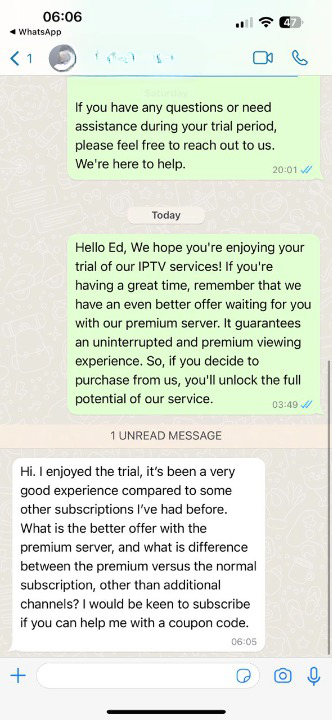 06:06
47
WhatsApp
1
Saturday
If you have any questions or need
assistance during your trial period,
please feel free to reach out to us.
We're here to help.
20:01
Today
Hello Ed, We hope you're enjoying your
trial of our IPTV services! If you're
having a great time, remember that we
have an even better offer waiting for you
with our premium server. It guarantees
an uninterrupted and premium viewing
experience. So, if you decide to
purchase from us, you'll unlock the full
potential of our service.
03:49
1 UNREAD MESSAGE
Hi. I enjoyed the trial, it's been a very
good experience compared to some
other subscriptions I've had before.
What is the better offer with the
premium server, and what is difference
between the premium versus the normal
subscription, other than additional
channels? I would be keen to subscribe
if you can help me with a coupon code.
06:05